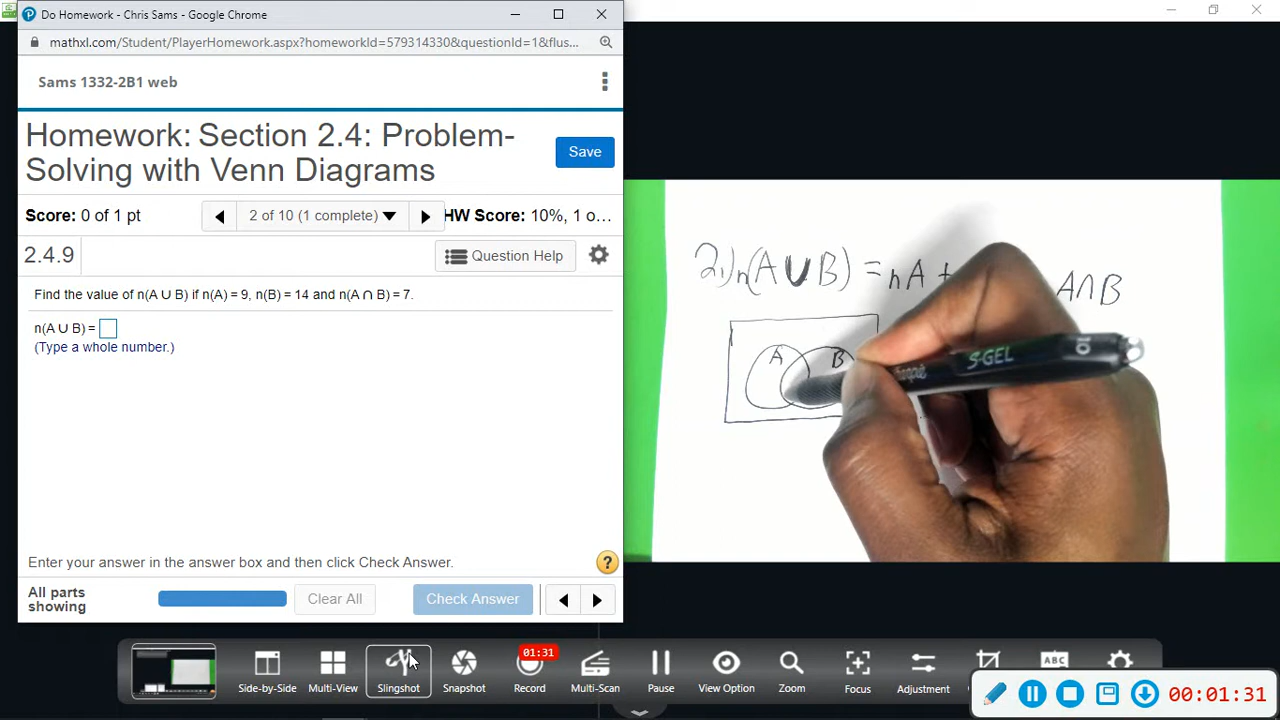 Do Homework - Chris Sams - Google Chrome
mathxl.com/Student/PlayerHomework.aspx?homeworkId=579314330&questionId=1&flus...
Sams 1332-2B1 web
Homework: Section 2.4: Problem-
Solving with Venn Diagrams
Save
Score: 0 of 1 pt
2 of 10 (1 complete)
HW Score: 10%, 1 o...
2.4.9
Question Help
Find the value of n(A ∪ B) if n(A) = 9, n(B) = 14 and n(A ∩ B) = 7.
n(A ∪ B) =
(Type a whole number.)
Enter your answer in the answer box and then click Check Answer.
?
All parts
showing
Clear All
Check Answer
2.) n(A ∪ B) = nA + A∩B
A B
S·GEL
Side-by-Side
Multi-View
Slingshot
Snapshot
01:31
Record
Multi-Scan
Pause
View Option
Zoom
Focus
Adjustment
ABC
00:01:31